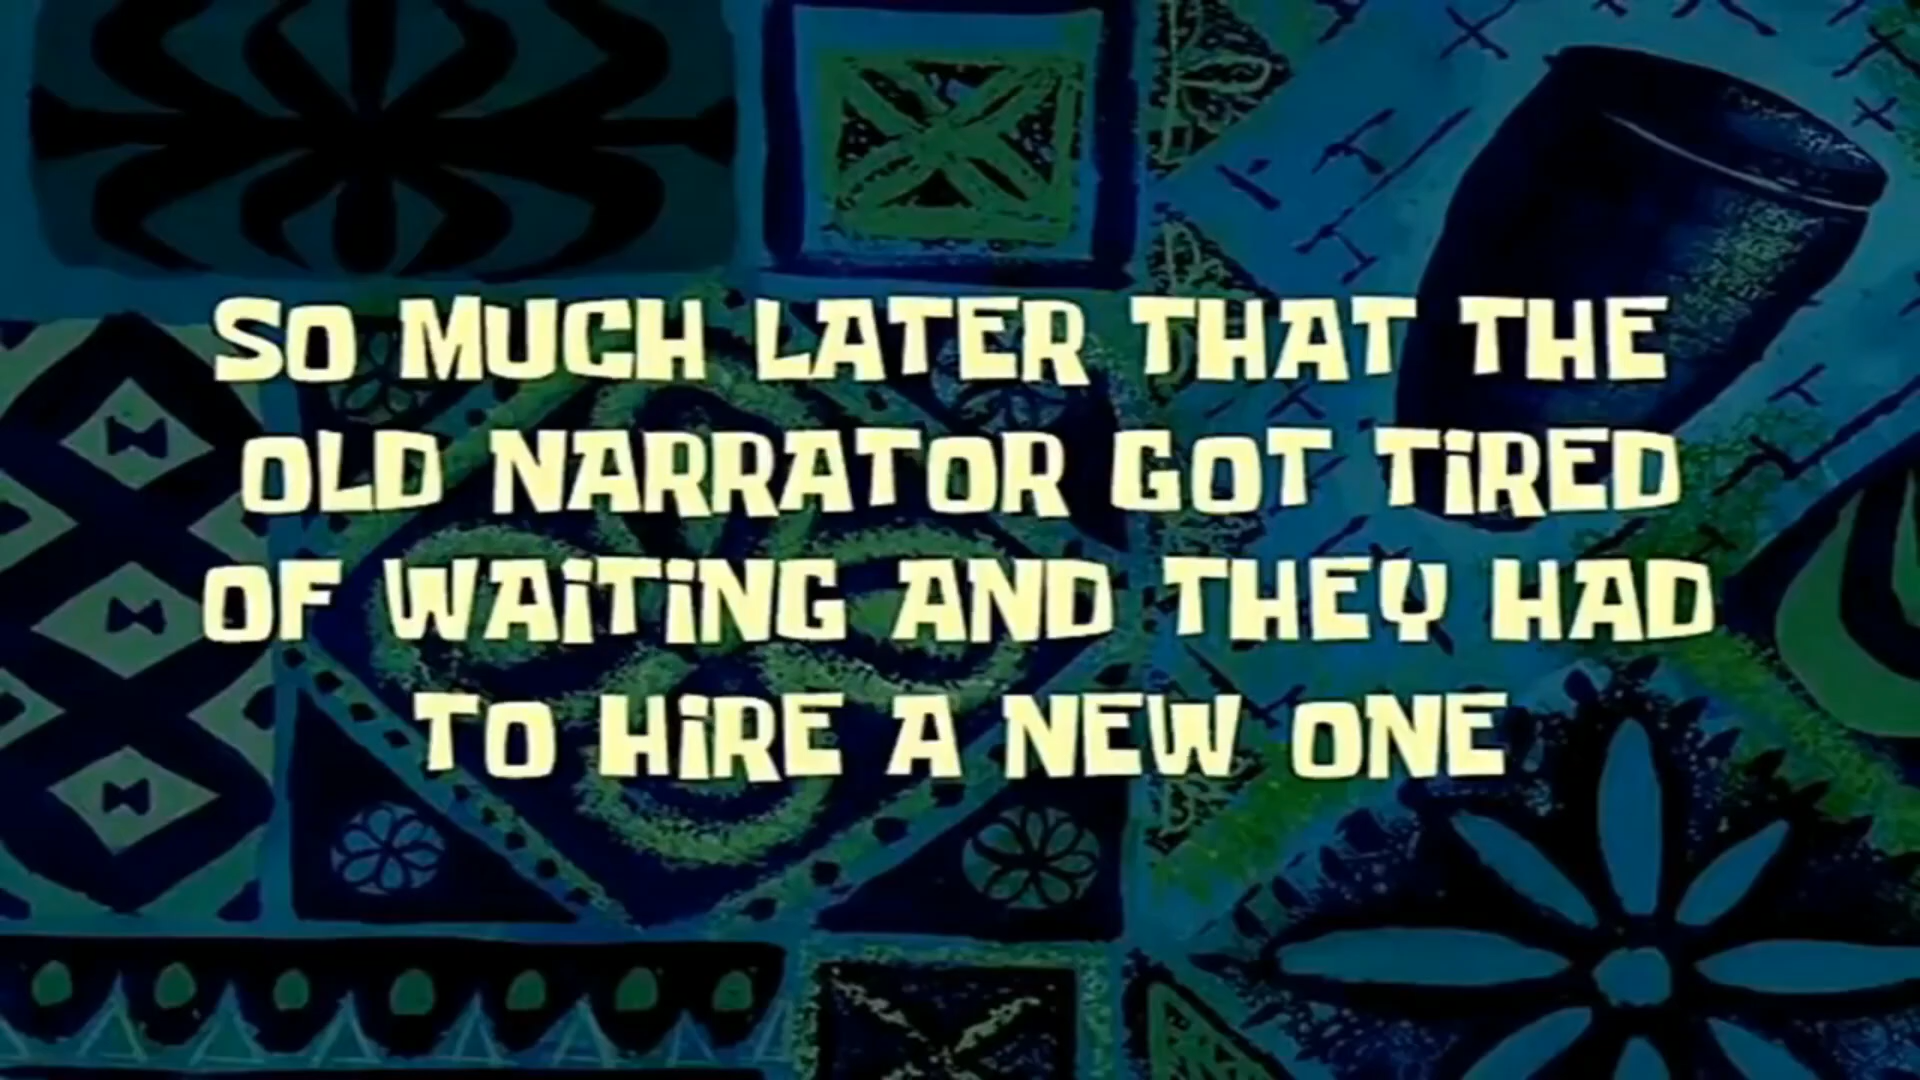 SO MUCH LATER THAT THE
OLD NARRATOR GOT TiRED
OF WAiTiNG AND THEY HAD
TO HiRE A NEW ONE